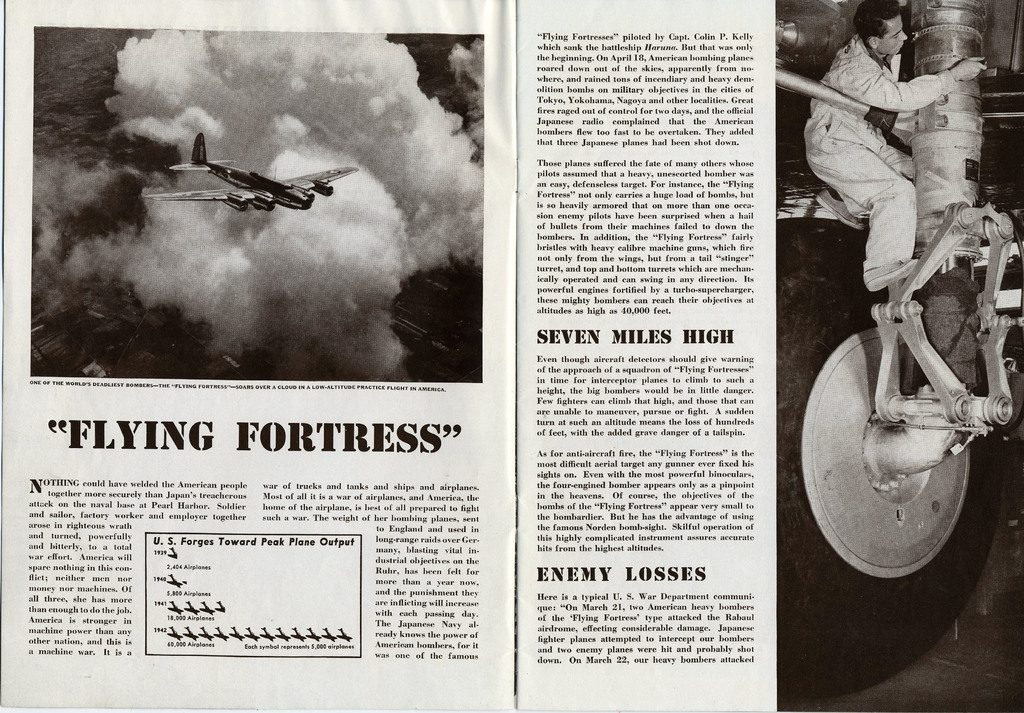 ONE OF THE WORLD'S DEADLIEST BOMBERS—THE "FLYING FORTRESS"—SOARS OVER A CLOUD IN A LOW-ALTITUDE PRACTICE FLIGHT IN AMERICA.
"FLYING FORTRESS"
NOTHING could have welded the American people
together more securely than Japan's treacherous
attack on the naval base at Pearl Harbor. Soldier
and sailor, factory worker and employer together
arose in righteous wrath
and turned, powerfully
and bitterly, to a total
war effort. America will
spare nothing in this con-
flict; neither men nor
money nor machines. Of
all three, she has more
than enough to do the job.
America is stronger in
machine power than any
other nation, and this is
a machine war. It is a
U. S. Forges Toward Peak Plane Output
1939
2,404 Airplanes
1940
5,800 Airplanes
1941
18,000 Airplanes
1942
60,000 Airplanes
Each symbol represents 5,000 airplanes
war of trucks and tanks and ships and airplanes.
Most of all it is a war of airplanes, and America, the
home of the airplane, is best of all prepared to fight
such a war. The weight of her bombing planes, sent
to England and used in
long-range raids over Ger-
many, blasting vital in-
dustrial objectives on the
Ruhr, has been felt for
more than a year now,
and the punishment they
are inflicting will increase
with each passing day.
The Japanese Navy al-
ready knows the power of
American bombers, for it
was one of the famous
"Flying Fortresses" piloted by Capt. Colin P. Kelly
which sank the battleship Haruna. But that was only
the beginning. On April 18, American bombing planes
roared down out of the skies, apparently from no-
where, and rained tons of incendiary and heavy dem-
olition bombs on military objectives in the cities of
Tokyo, Yokohama, Nagoya and other localities. Great
fires raged out of control for two days, and the official
Japanese radio complained that the American
bombers flew too fast to be overtaken. They added
that three Japanese planes had been shot down.
Those planes suffered the fate of many others whose
pilots assumed that a heavy, unescorted bomber was
an easy, defenseless target. For instance, the "Flying
Fortress" not only carries a huge load of bombs, but
is so heavily armored that on more than one occa-
sion enemy pilots have been surprised when a hail
of bullets from their machines failed to down the
bombers. In addition, the "Flying Fortress" fairly
bristles with heavy calibre machine guns, which fire
not only from the wings, but from a tail "stinger"
turret, and top and bottom turrets which are mechan-
ically operated and can swing in any direction. Its
powerful engines fortified by a turbo-supercharger,
these mighty bombers can reach their objectives at
altitudes as high as 40,000 feet.
SEVEN MILES HIGH
Even though aircraft detectors should give warning
of the approach of a squadron of "Flying Fortresses"
in time for interceptor planes to climb to such a
height, the big bombers would be in little danger.
Few fighters can climb that high, and those that can
are unable to maneuver, pursue or fight. A sudden
turn at such an altitude means the loss of hundreds
of feet, with the added grave danger of a tailspin.
As for anti-aircraft fire, the "Flying Fortress" is the
most difficult aerial target any gunner ever fixed his
sights on. Even with the most powerful binoculars,
the four-engined bomber appears only as a pinpoint
in the heavens. Of course, the objectives of the
bombs of the "Flying Fortress" appear very small to
the bombardier. But he has the advantage of using
the famous Norden bomb-sight. Skilful operation of
this highly complicated instrument assures accurate
hits from the highest altitudes.
ENEMY LOSSES
Here is a typical U. S. War Department communi-
que: "On March 21, two American heavy bombers
of the 'Flying Fortress' type attacked the Rabaul
airdrome, effecting considerable damage. Japanese
fighter planes attempted to intercept our bombers
and two enemy planes were hit and probably shot
down. On March 22, our heavy bombers attacked